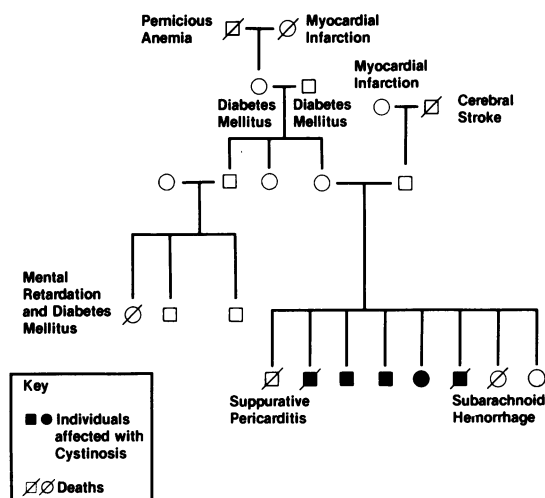 Pernicious
Anemia
Myocardial
Infarction
Myocardial
Infarction
Cerebral
Stroke
Diabetes
Mellitus
Diabetes
Mellitus
Mental
Retardation
and Diabetes
Mellitus
Suppurative
Pericarditis
Subarachnoid
Hemorrhage
Key
Individuals
affected with
Cystinosis
Deaths